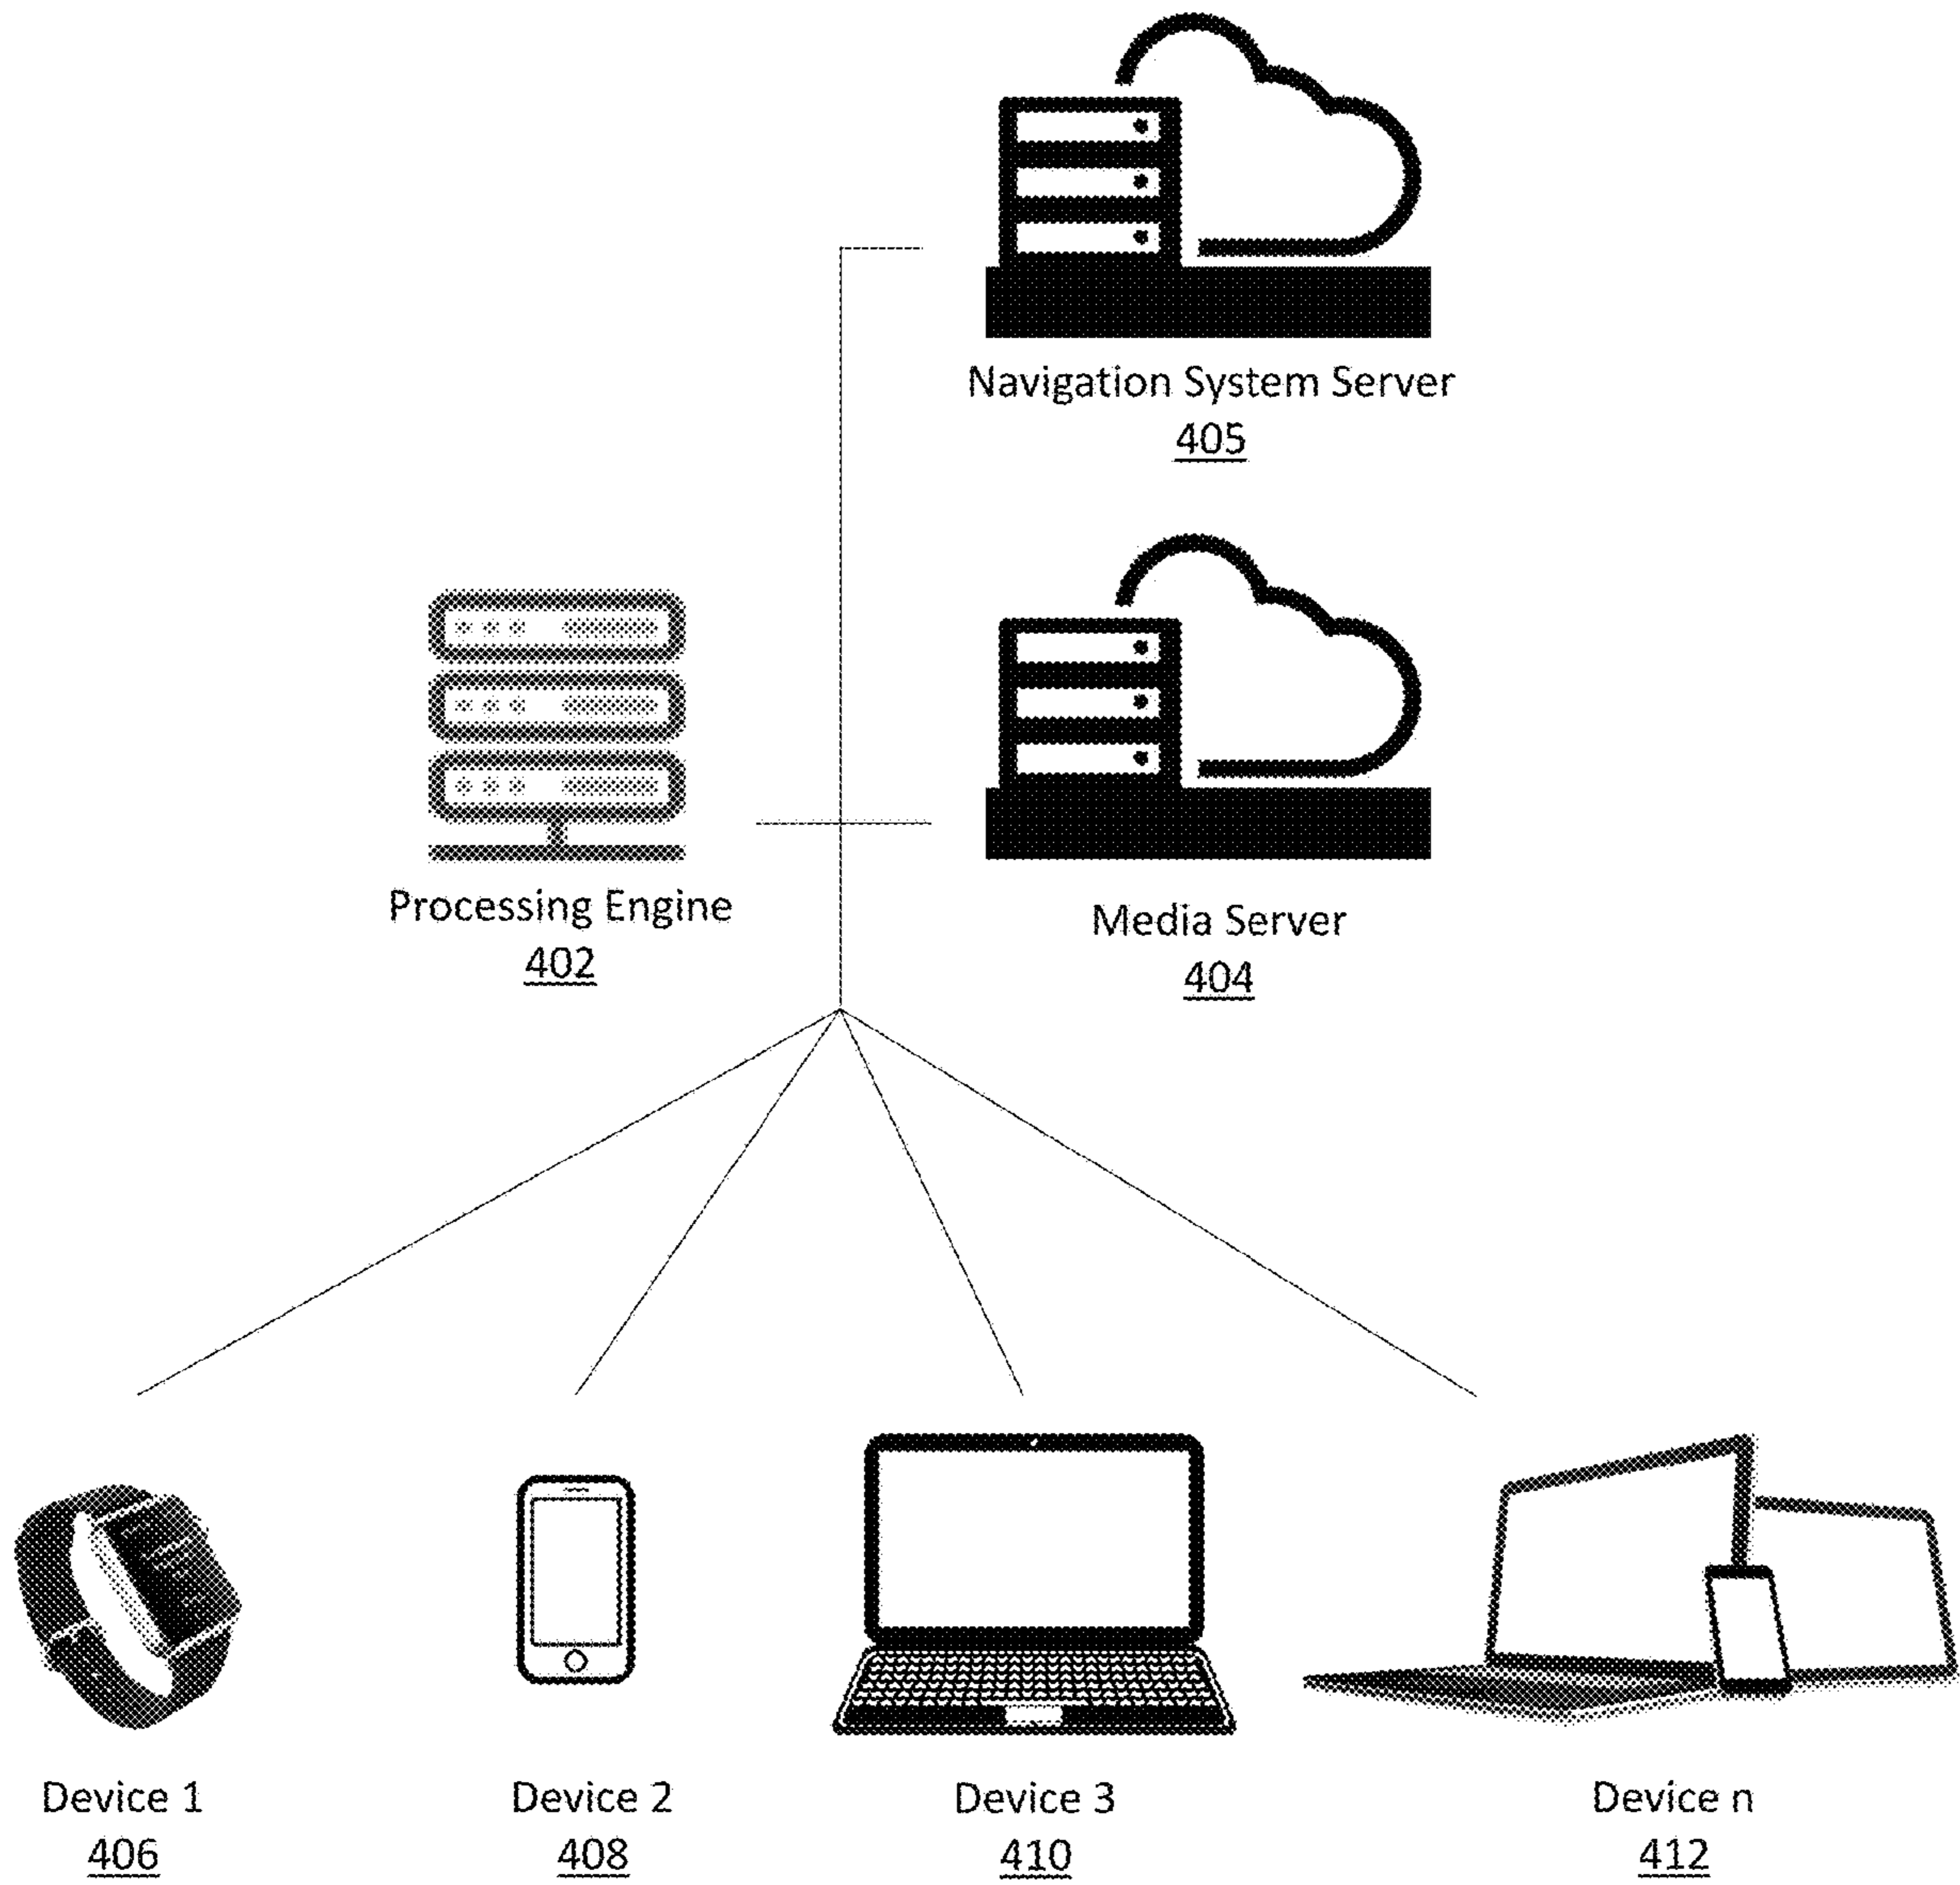 Navigation System Server
405
Processing Engine
402
Media Server
404
Device 1
406
Device 2
408
Device 3
410
Device n
412